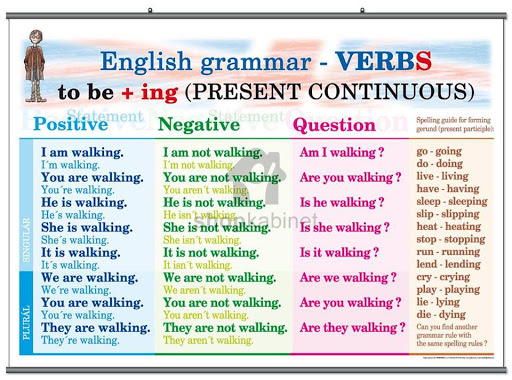 English grammar - VERBS
to be + ing (PRESENT CONTINUOUS)
Statement
Statement
Positive
Negative
Question
Spelling guide for forming
gerund (present participle):
SINGULAR
PLURAL
I am walking.
I´m walking.
You are walking.
You´re walking.
He is walking.
He´s walking.
She is walking.
She´s walking.
It is walking.
It´s walking.
We are walking.
We´re walking.
You are walking.
You´re walking.
They are walking.
They´re walking.
I am not walking.
I´m not walking.
You are not walking.
You aren´t walking.
He is not walking.
He isn´t walking.
She is not walking.
She isn´t walking.
It is not walking.
It isn´t walking.
We are not walking.
We aren´t walking.
You are not walking.
You aren´t walking.
They are not walking.
They aren´t walking.
Am I walking ?
Are you walking ?
Is he walking ?
Is she walking ?
Is it walking ?
Are we walking ?
Are you walking ?
Are they walking ?
go - going
do - doing
live - living
have - having
sleep - sleeping
slip - slipping
heat - heating
stop - stopping
run - running
lend - lending
cry - crying
play - playing
lie - lying
die - dying
Can you find another
grammar rule with the
same spelling rules ?